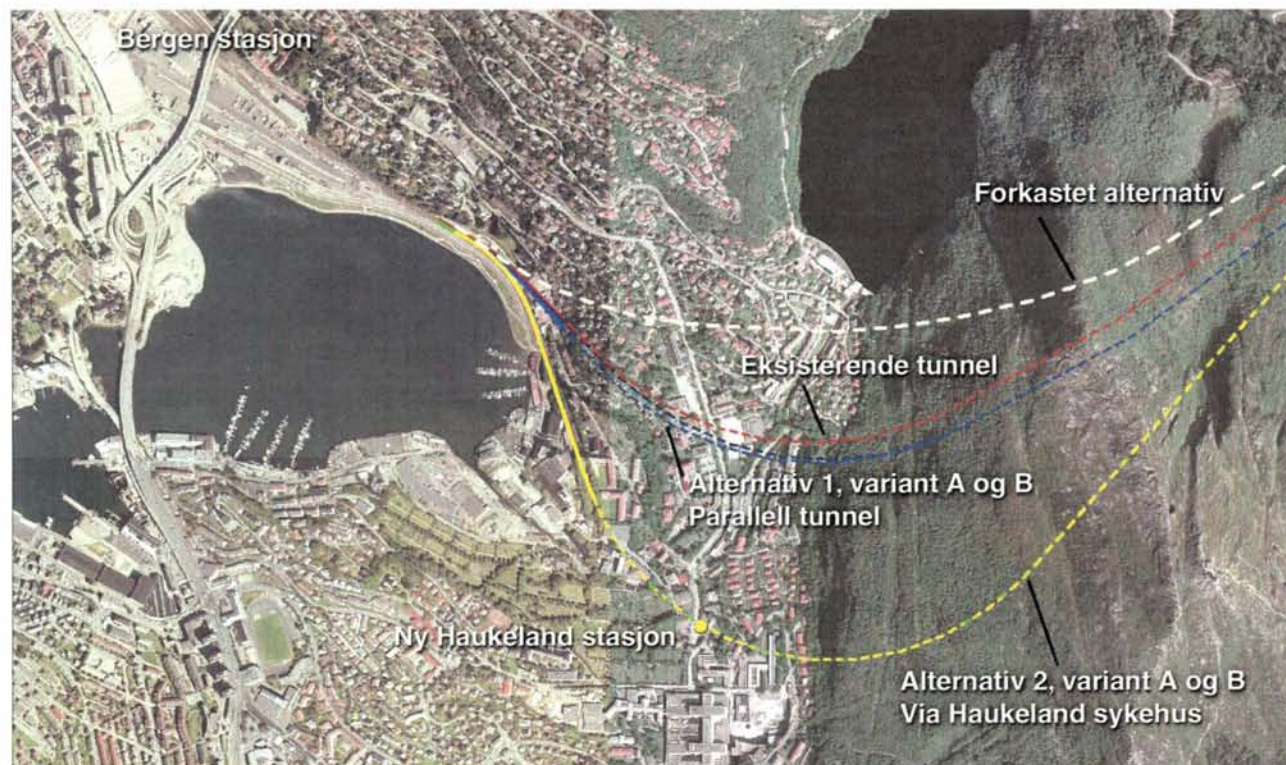 Bergen stasjon
Forkastet alternativ
Eksisterende tunnel
Alternativ 1, variant A og B
Parallell tunnel
Ny Haukeland stasjon
Alternativ 2, variant A og B
Via Haukeland sykehus